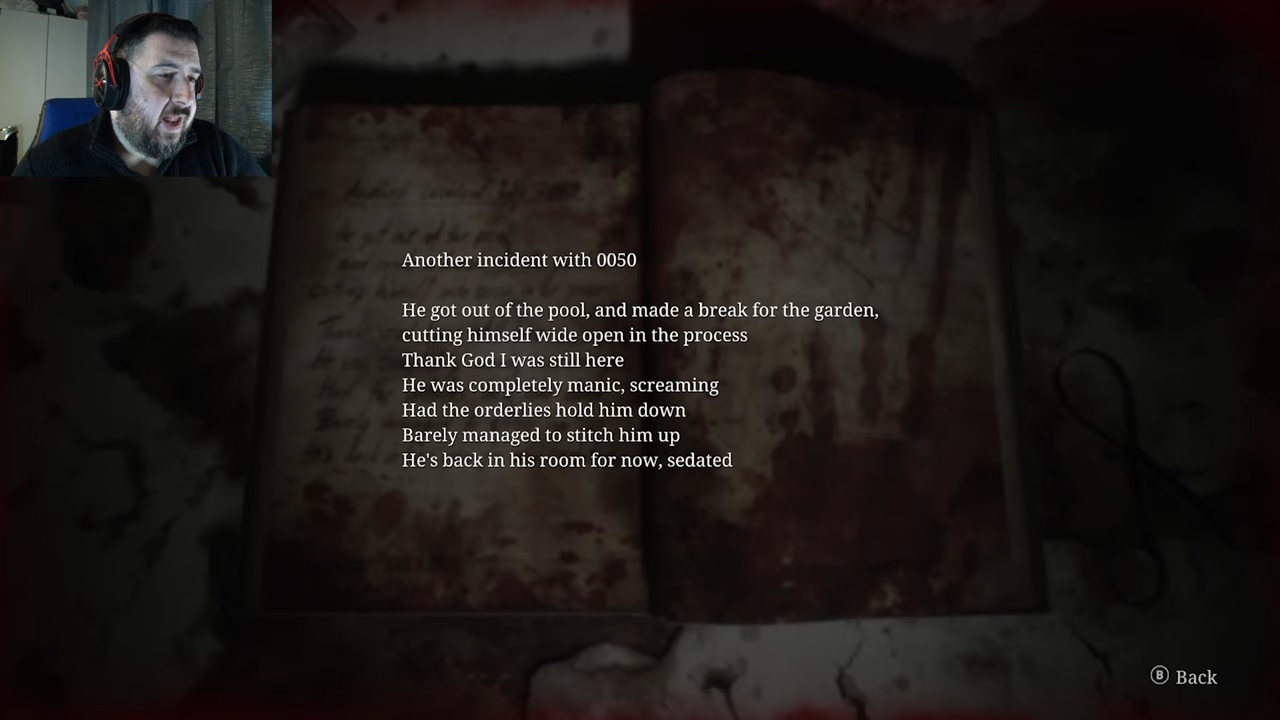 Another incident with 0050
He got out of the pool, and made a break for the garden,
cutting himself wide open in the process
Thank God I was still here
He was completely manic, screaming
Had the orderlies hold him down
Barely managed to stitch him up
He's back in his room for now, sedated
B Back